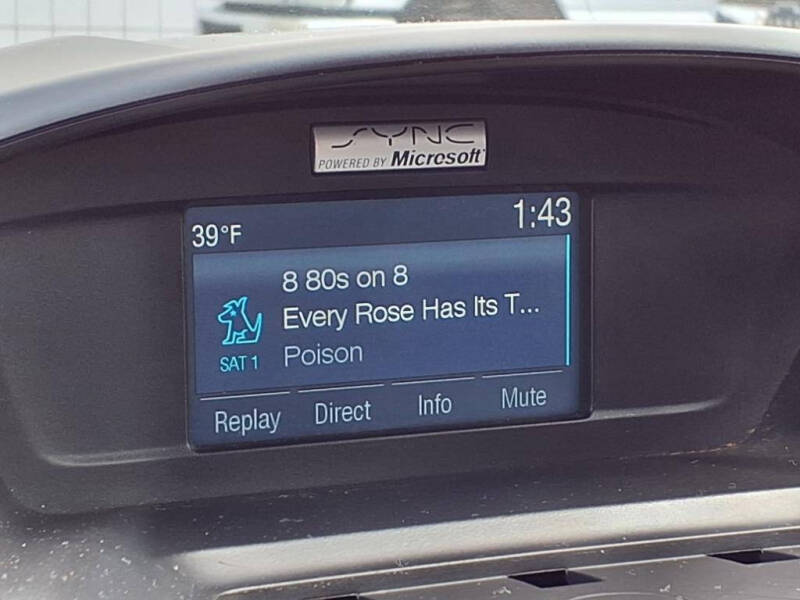 SYNC
POWERED BY Microsoft
39°F 1:43
8 80s on 8
Every Rose Has Its T...
SAT 1 Poison
Replay Direct Info Mute